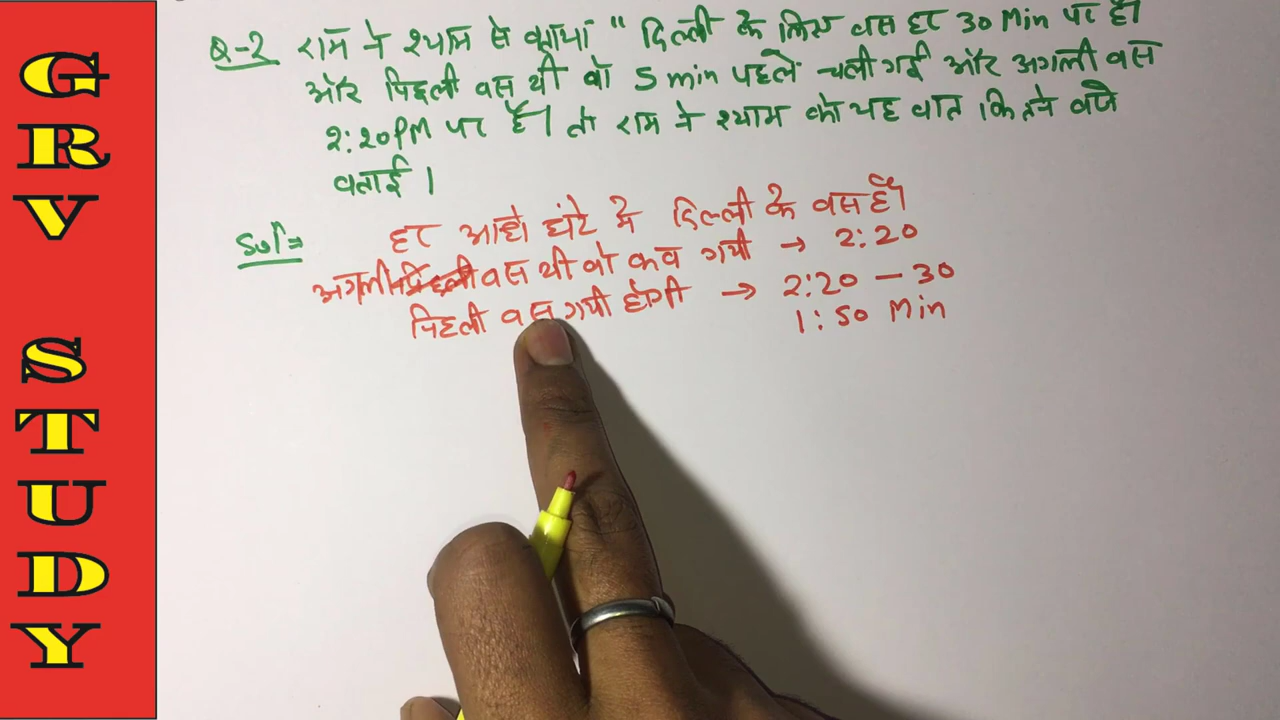 GRV STUDY
Q-2 राम ने श्याम से बताया " दिल्ली के लिए बस हर 30 Min पर है।
और पिछली बस थी वो 5 min पहले चली गई और अगली बस
2:20PM पर है। तो राम ने श्याम को यह बात कितने बजे
बताई।
Sol= हर आधे घंटे में दिल्ली के बस है।
अगली पिछली बस थी वो कब गयी → 2:20
पिछली बस गयी होगी → 2:20 - 30
1:50 Min